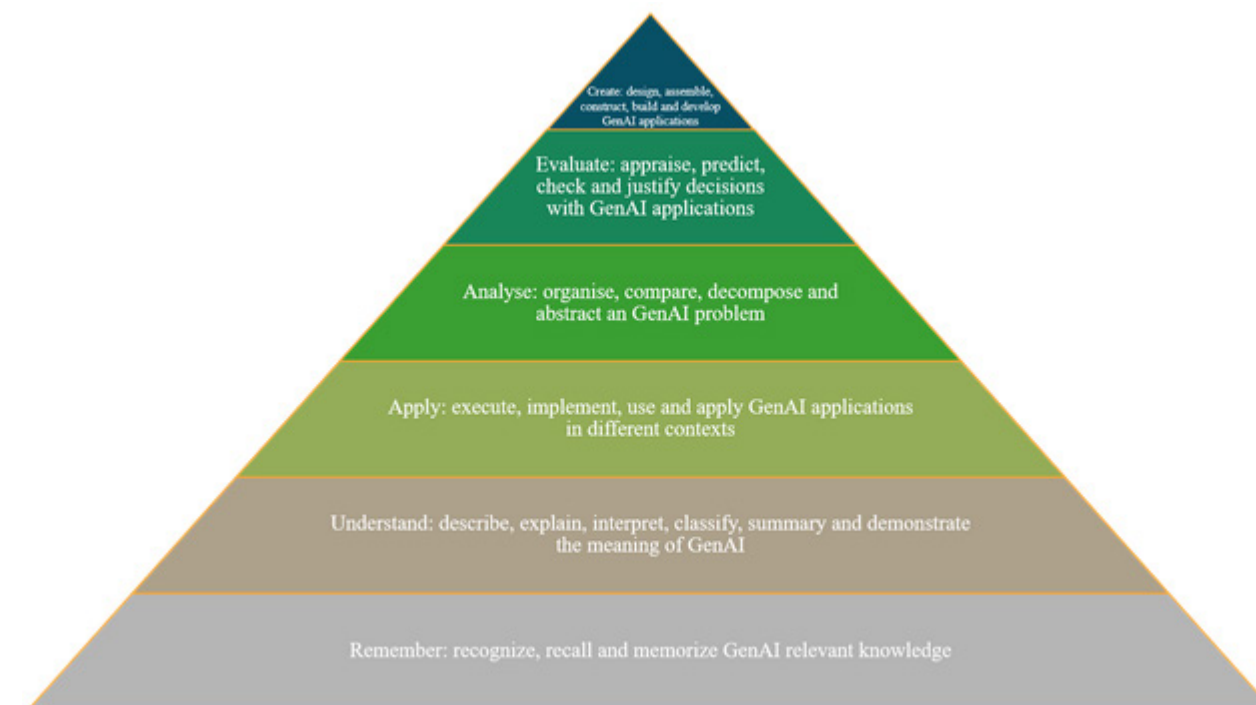 Create: design, assemble,
construct, build and develop
GenAI applications
Evaluate: appraise, predict,
check and justify decisions
with GenAI applications
Analyse: organise, compare, decompose and
abstract an GenAI problem
Apply: execute, implement, use and apply GenAI applications
in different contexts
Understand: describe, explain, interpret, classify, summary and demonstrate
the meaning of GenAI
Remember: recognize, recall and memorize GenAI relevant knowledge